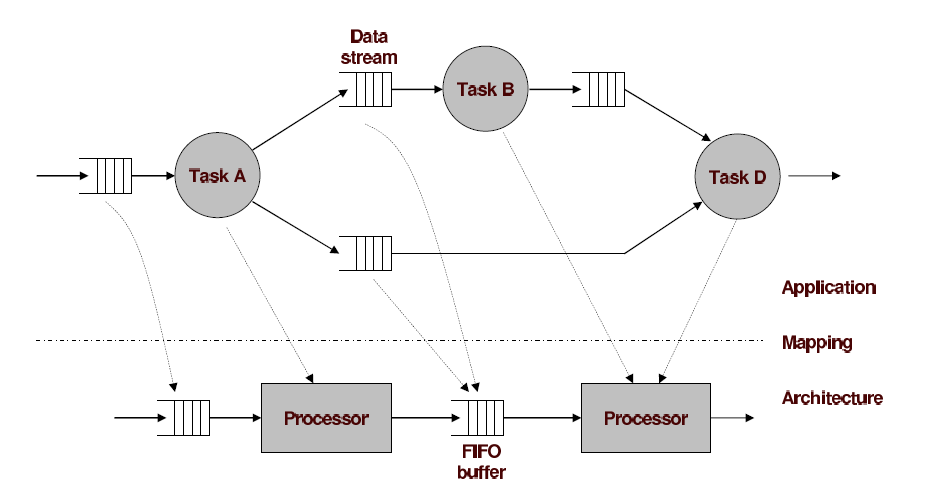 Data
stream
Task B
Task A
Task D
Application
Mapping
Architecture
Processor
Processor
FIFO
buffer